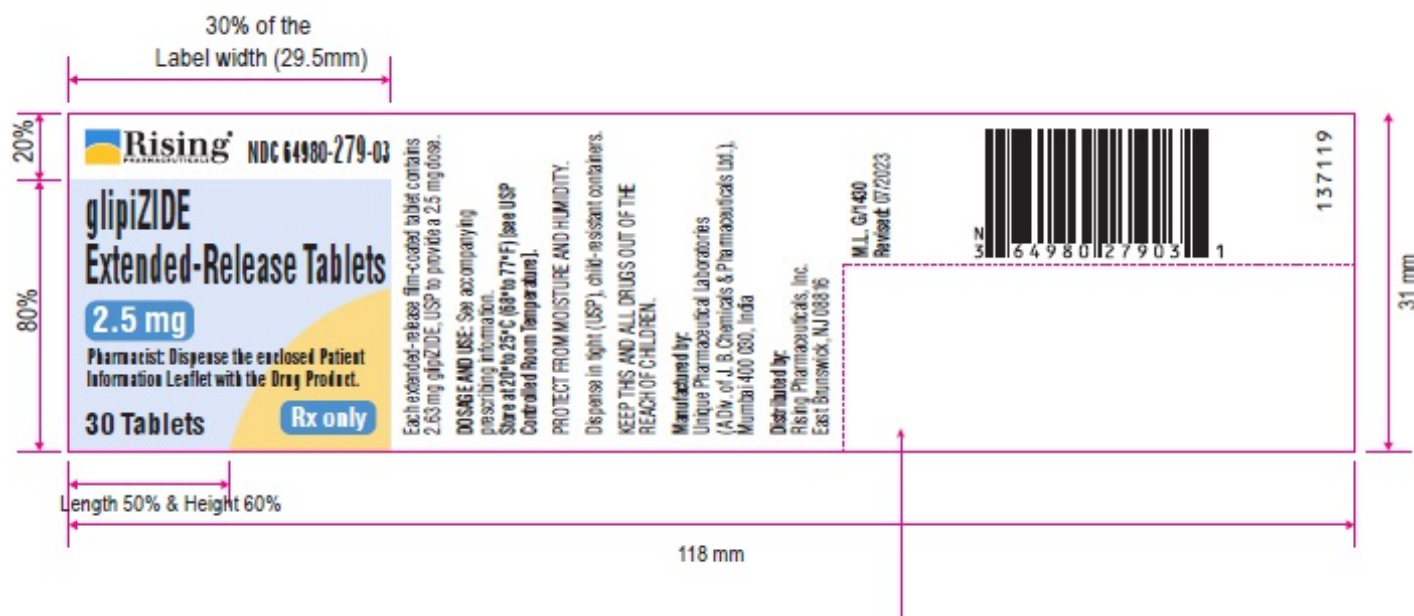 30% of the
Label width (29.5mm)
20%
80%
Rising
PHARMACEUTICALS
NDC 64980-279-03
glipiZIDE
Extended-Release Tablets
2.5 mg
Pharmacist: Dispense the enclosed Patient
Information Leaflet with the Drug Product.
30 Tablets
Rx only
Each extended-release film-coated tablet contains
2.63 mg glipiZIDE, USP to provide a 2.5 mg dose.
DOSAGE AND USE: See accompanying
prescribing information.
Store at 20° to 25°C (68° to 77°F) [see USP
Controlled Room Temperature].
PROTECT FROM MOISTURE AND HUMIDITY.
Dispense in tight (USP), child-resistant containers.
KEEP THIS AND ALL DRUGS OUT OF THE
REACH OF CHILDREN.
Manufactured by:
Unique Pharmaceutical Laboratories
(A Div. of J. B. Chemicals & Pharmaceuticals Ltd.),
Mumbai 400 030, India
Distributed by:
Rising Pharmaceuticals, Inc.
East Brunswick, NJ 08816
M.L. G/1430
Revised: 07/2023
N
3 64980 27903 1
137119
31 mm
Length 50% & Height 60%
118 mm